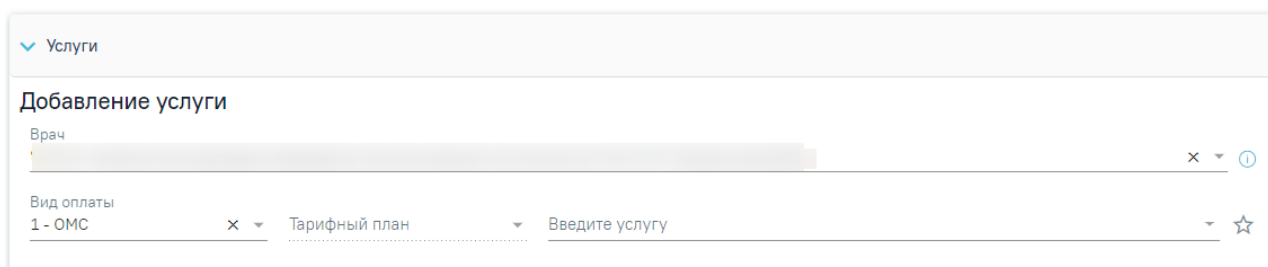 Услуги
Добавление услуги
Врач
Вид оплаты
1 - ОМС
Тарифный план
Введите услугу